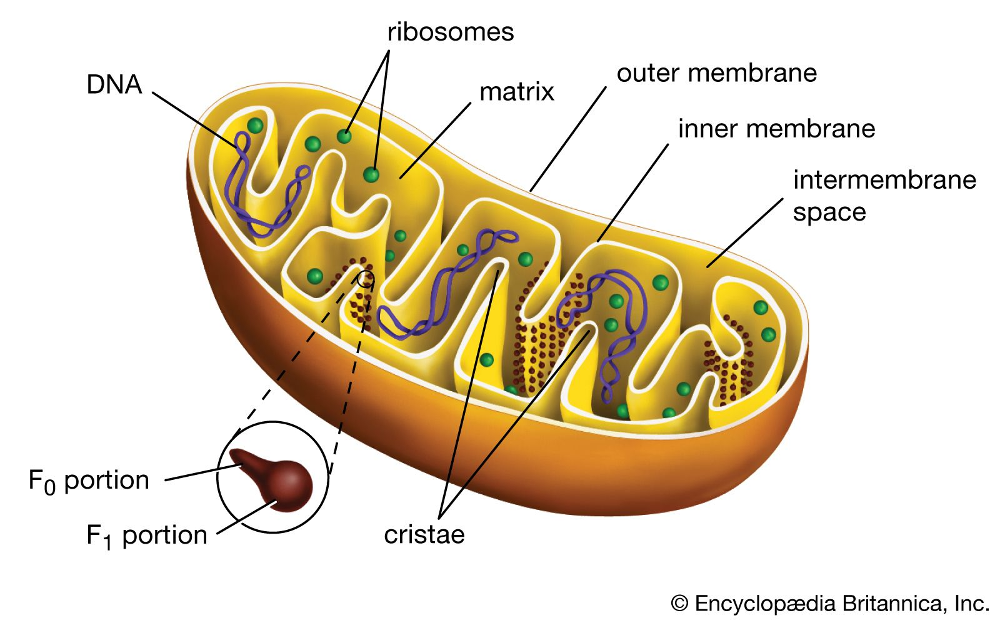 ribosomes
DNA
matrix
outer membrane
inner membrane
intermembrane
space
F₀ portion
F₁ portion
cristae
© Encyclopædia Britannica, Inc.